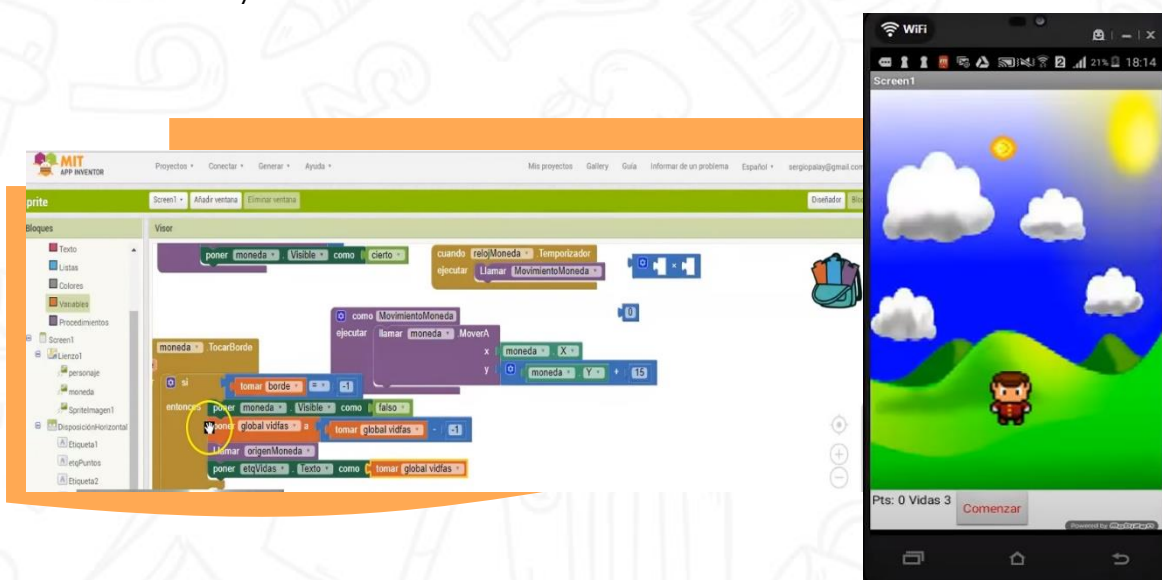 MIT
APP INVENTOR
Proyectos
Conectar
Generar
Ayuda
Mis proyectos
Gallery
Guía
Informar de un problema
Español
sergiopalay@gmail.com
prite
Screen1
Añadir ventana
Eliminar ventana
Diseñador
Blo
Bloques
Visor
Texto
Listas
Colores
Variables
Procedimientos
Screen1
Lienzo1
personaje
moneda
SpriteImagen1
DisposiciónHorizontal
Etiqueta1
etqPuntos
Etiqueta2
poner moneda . Visible como cierto
cuando relojMoneda . Temporizador
ejecutar Llamar MovimientoMoneda
×
0
como MovimientoMoneda
ejecutar llamar moneda .MoverA
x moneda . X
y moneda . Y + 15
moneda .TocarBorde
si tomar borde = -1
entonces poner moneda . Visible como falso
poner global vidfas a tomar global vidfas - -1
Llamar origenMoneda
poner etqVidas . Texto como tomar global vidfas
WiFi
21% 18:14
Screen1
Pts: 0 Vidas 3
Comenzar